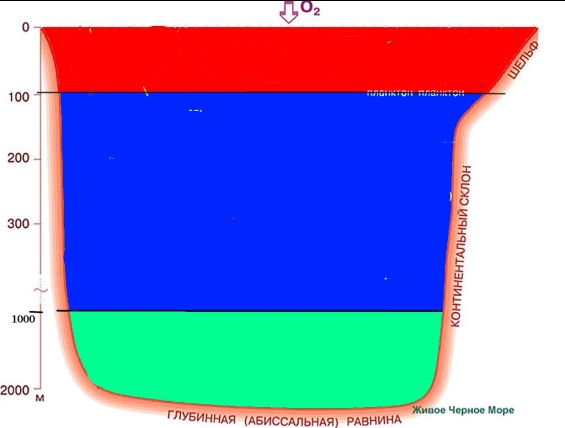 O₂
0
ШЕЛЬФ
100
планктон планктон
200
300
КОНТИНЕНТАЛЬНЫЙ СКЛОН
1000
2000 м
Живое Черное Море
ГЛУБИННАЯ (АБИССАЛЬНАЯ) РАВНИНА